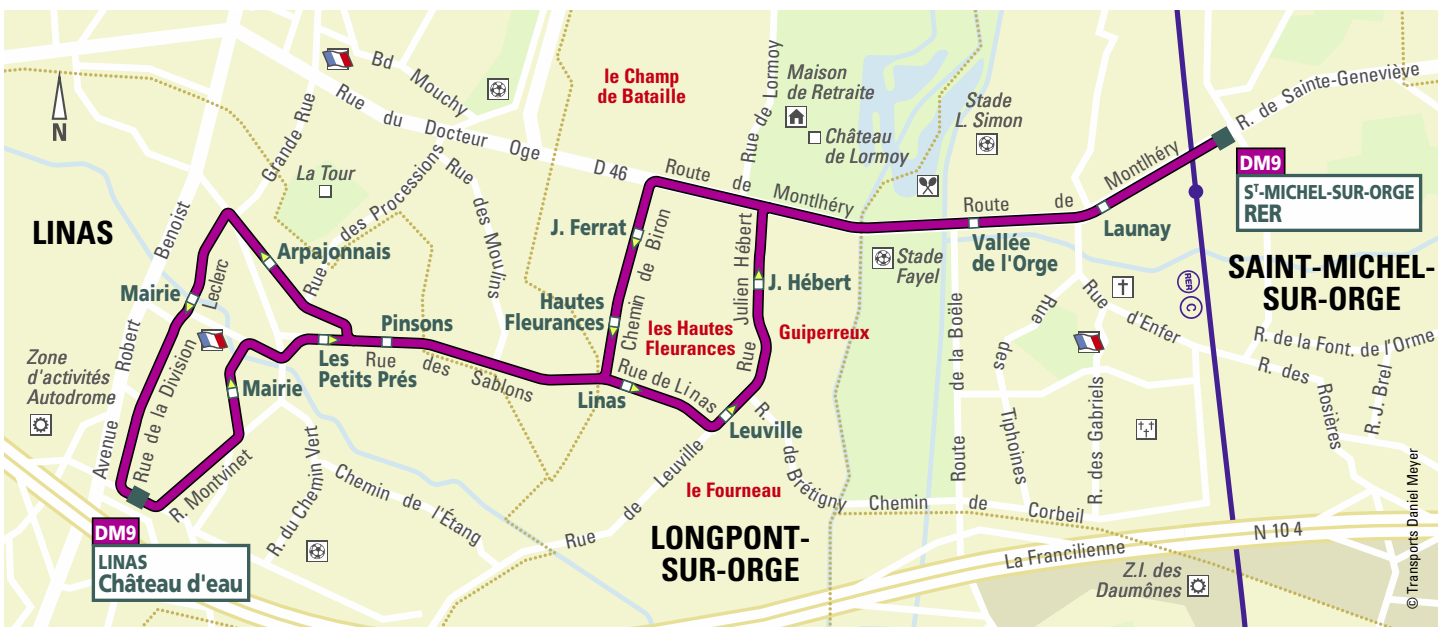 Bd Mouchy
Rue du Docteur Oge
Grande Rue
N
La Tour
Rue des Processions
Rue des Moulins
le Champ
de Bataille
D 46
Route de Montlhéry
Rue de Lormoy
Maison
de Retraite
Château
de Lormoy
Stade
L. Simon
R. de Sainte-Geneviève
DM9
ST-MICHEL-SUR-ORGE
RER
LINAS
Avenue Robert Benoist
Arpajonnais
Mairie
Rue de la Division Leclerc
J. Ferrat
Chemin de Biron
Hautes
Fleurances
les Hautes
Fleurances
Rue Julien Hébert
J. Hébert
Guiperreux
Stade
Fayel
Route de Montlhéry
Vallée
de l'Orge
Launay
SAINT-MICHEL-
SUR-ORGE
RER C
Zone
d'activités
Autodrome
Mairie
Les
Petits Prés
Pinsons
Rue des Sablons
Linas
Rue de Linas
Leuville
Route de la Boële
Rue des Tiphoines
R. des Gabriels
Rue d'Enfer
R. de la Font. de l'Orme
R. des Rosières
R. J. Brel
R. Montvinet
R. du Chemin Vert
Chemin de l'Étang
Rue de Leuville
le Fourneau
R. de Brétigny
Chemin de Corbeil
LONGPONT-
SUR-ORGE
DM9
LINAS
Château d'eau
La Francilienne
N 104
Z.I. des
Daumônes
© Transports Daniel Meyer